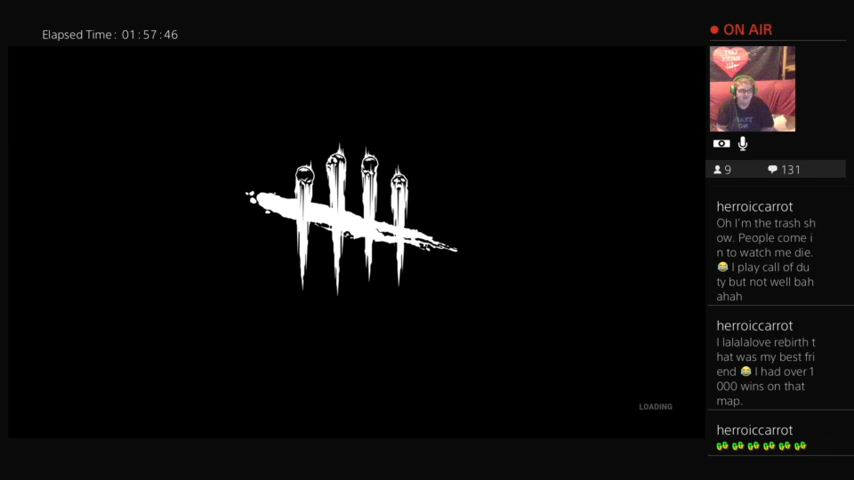 Elapsed Time: 01:57:46
ON AIR
9
131
herroiccarrot
Oh I'm the trash sh
ow. People come i
n to watch me die.
😂 I play call of du
ty but not well bah
ahah
herroiccarrot
I lalalalove rebirth t
hat was my best fri
end 😂 I had over 1
000 wins on that
map.
herroiccarrot
LOADING